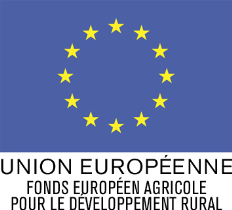 UNION EUROPÉENNE
FONDS EUROPÉEN AGRICOLE
POUR LE DÉVELOPPEMENT RURAL